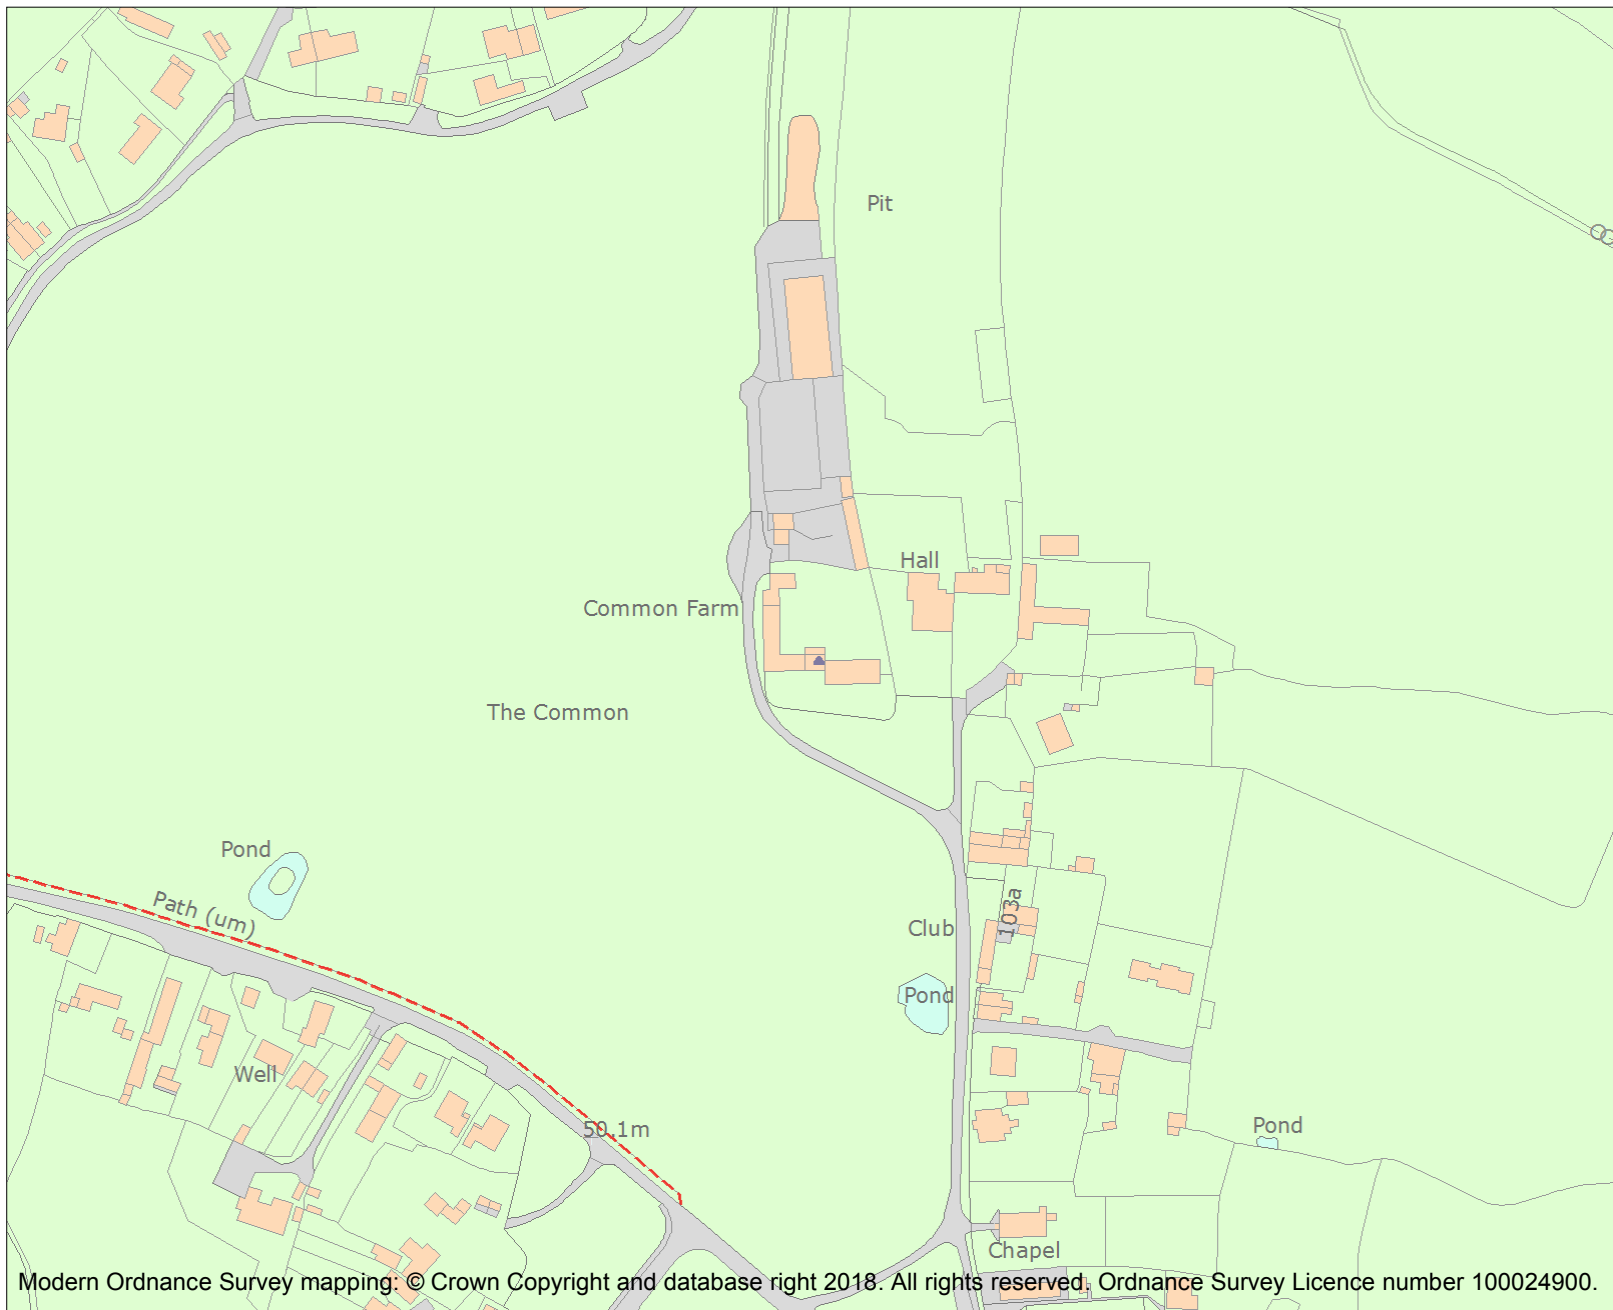 Pit
Hall
Common Farm
The Common
Pond
Path (um)
103a
Club
Pond
Well
50.1m
Pond
Chapel
Modern Ordnance Survey mapping: © Crown Copyright and database right 2018. All rights reserved. Ordnance Survey Licence number 100024900.